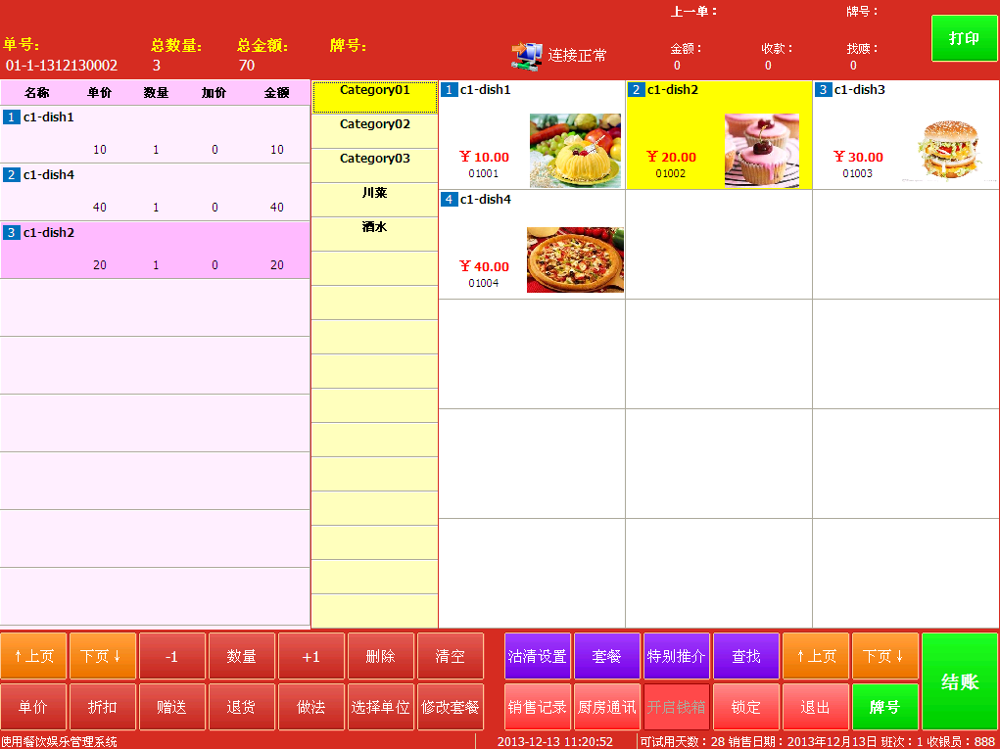 上一单： 牌号：
单号： 总数量： 总金额： 牌号：
01-1-1312130002 3 70
连接正常
金额： 收款： 找赎：
0 0 0
打印
名称 单价 数量 加价 金额
1 c1-dish1
10 1 0 10
2 c1-dish4
40 1 0 40
3 c1-dish2
20 1 0 20
Category01
Category02
Category03
川菜
酒水
1 c1-dish1
￥10.00
01001
2 c1-dish2
￥20.00
01002
3 c1-dish3
￥30.00
01003
4 c1-dish4
￥40.00
01004
↑上页 下页↓ -1 数量 +1 删除 清空
单价 折扣 赠送 退货 做法 选择单位 修改套餐
沽清设置 套餐 特别推介 查找 ↑上页 下页↓
销售记录 厨房通讯 开启钱箱 锁定 退出 牌号
结账
使用餐饮娱乐管理系统 2013-12-13 11:20:52 可试用天数：28 销售日期：2013年12月13日 班次：1 收银员：888